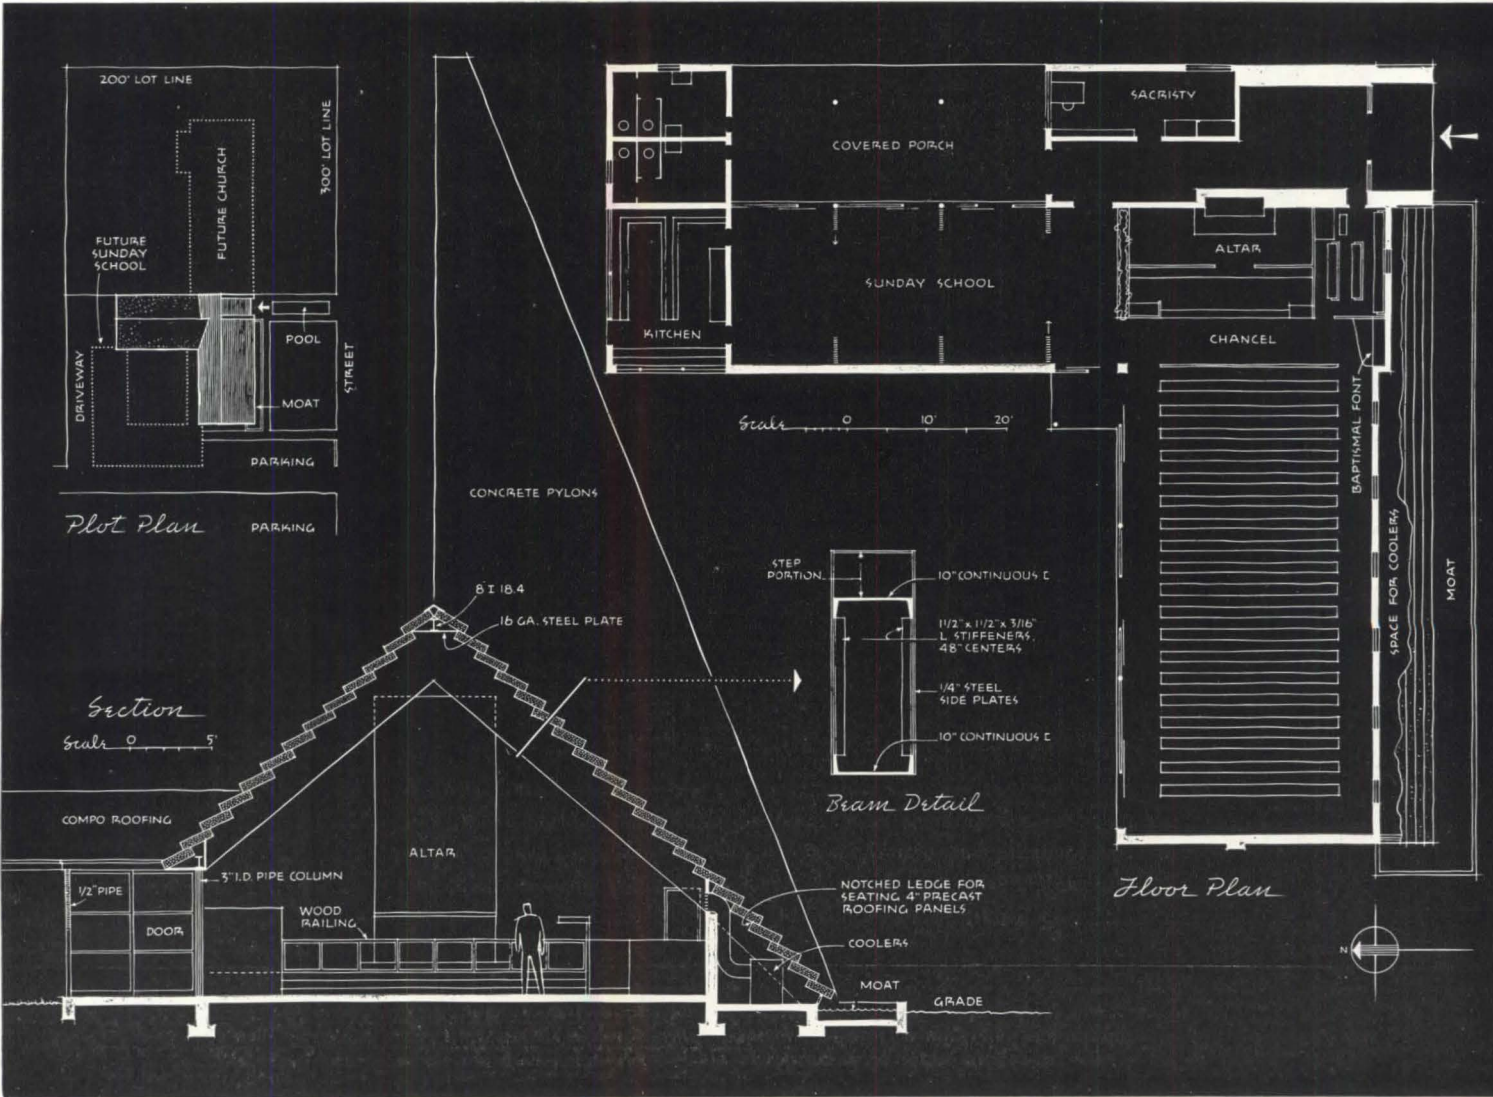 200' LOT LINE
300' LOT LINE
FUTURE CHURCH
FUTURE
SUNDAY
SCHOOL
POOL
DRIVEWAY
STREET
MOAT
PARKING
PARKING
Plot Plan
SACRISTY
COVERED PORCH
ALTAR
SUNDAY SCHOOL
KITCHEN
CHANCEL
BAPTISMAL FONT
SPACE FOR COOLERS
MOAT
Scale 0 10' 20'
Floor Plan
N
CONCRETE PYLONS
STEP
PORTION
10" CONTINUOUS [
1 1/2" x 1 1/2" x 3/16"
L STIFFENERS,
48" CENTERS
1/4" STEEL
SIDE PLATES
10" CONTINUOUS [
Beam Detail
8" I 18.4
16 GA. STEEL PLATE
Section
Scale 0 5'
COMPO ROOFING
ALTAR
3" I.D. PIPE COLUMN
1/2" PIPE
WOOD
RAILING
DOOR
NOTCHED LEDGE FOR
SEATING 4" PRECAST
ROOFING PANELS
COOLERS
MOAT
GRADE